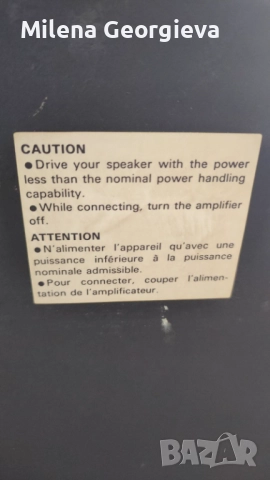 Milena Georgieva
CAUTION
●Drive your speaker with the power
less than the nominal power handling
capability.
●While connecting, turn the amplifier
off.
ATTENTION
●N'alimenter l'appareil qu'avec une
puissance inférieure à la puissance
nominale admissible.
●Pour connecter, couper l'alimen-
tation de l'amplificateur.
bazar